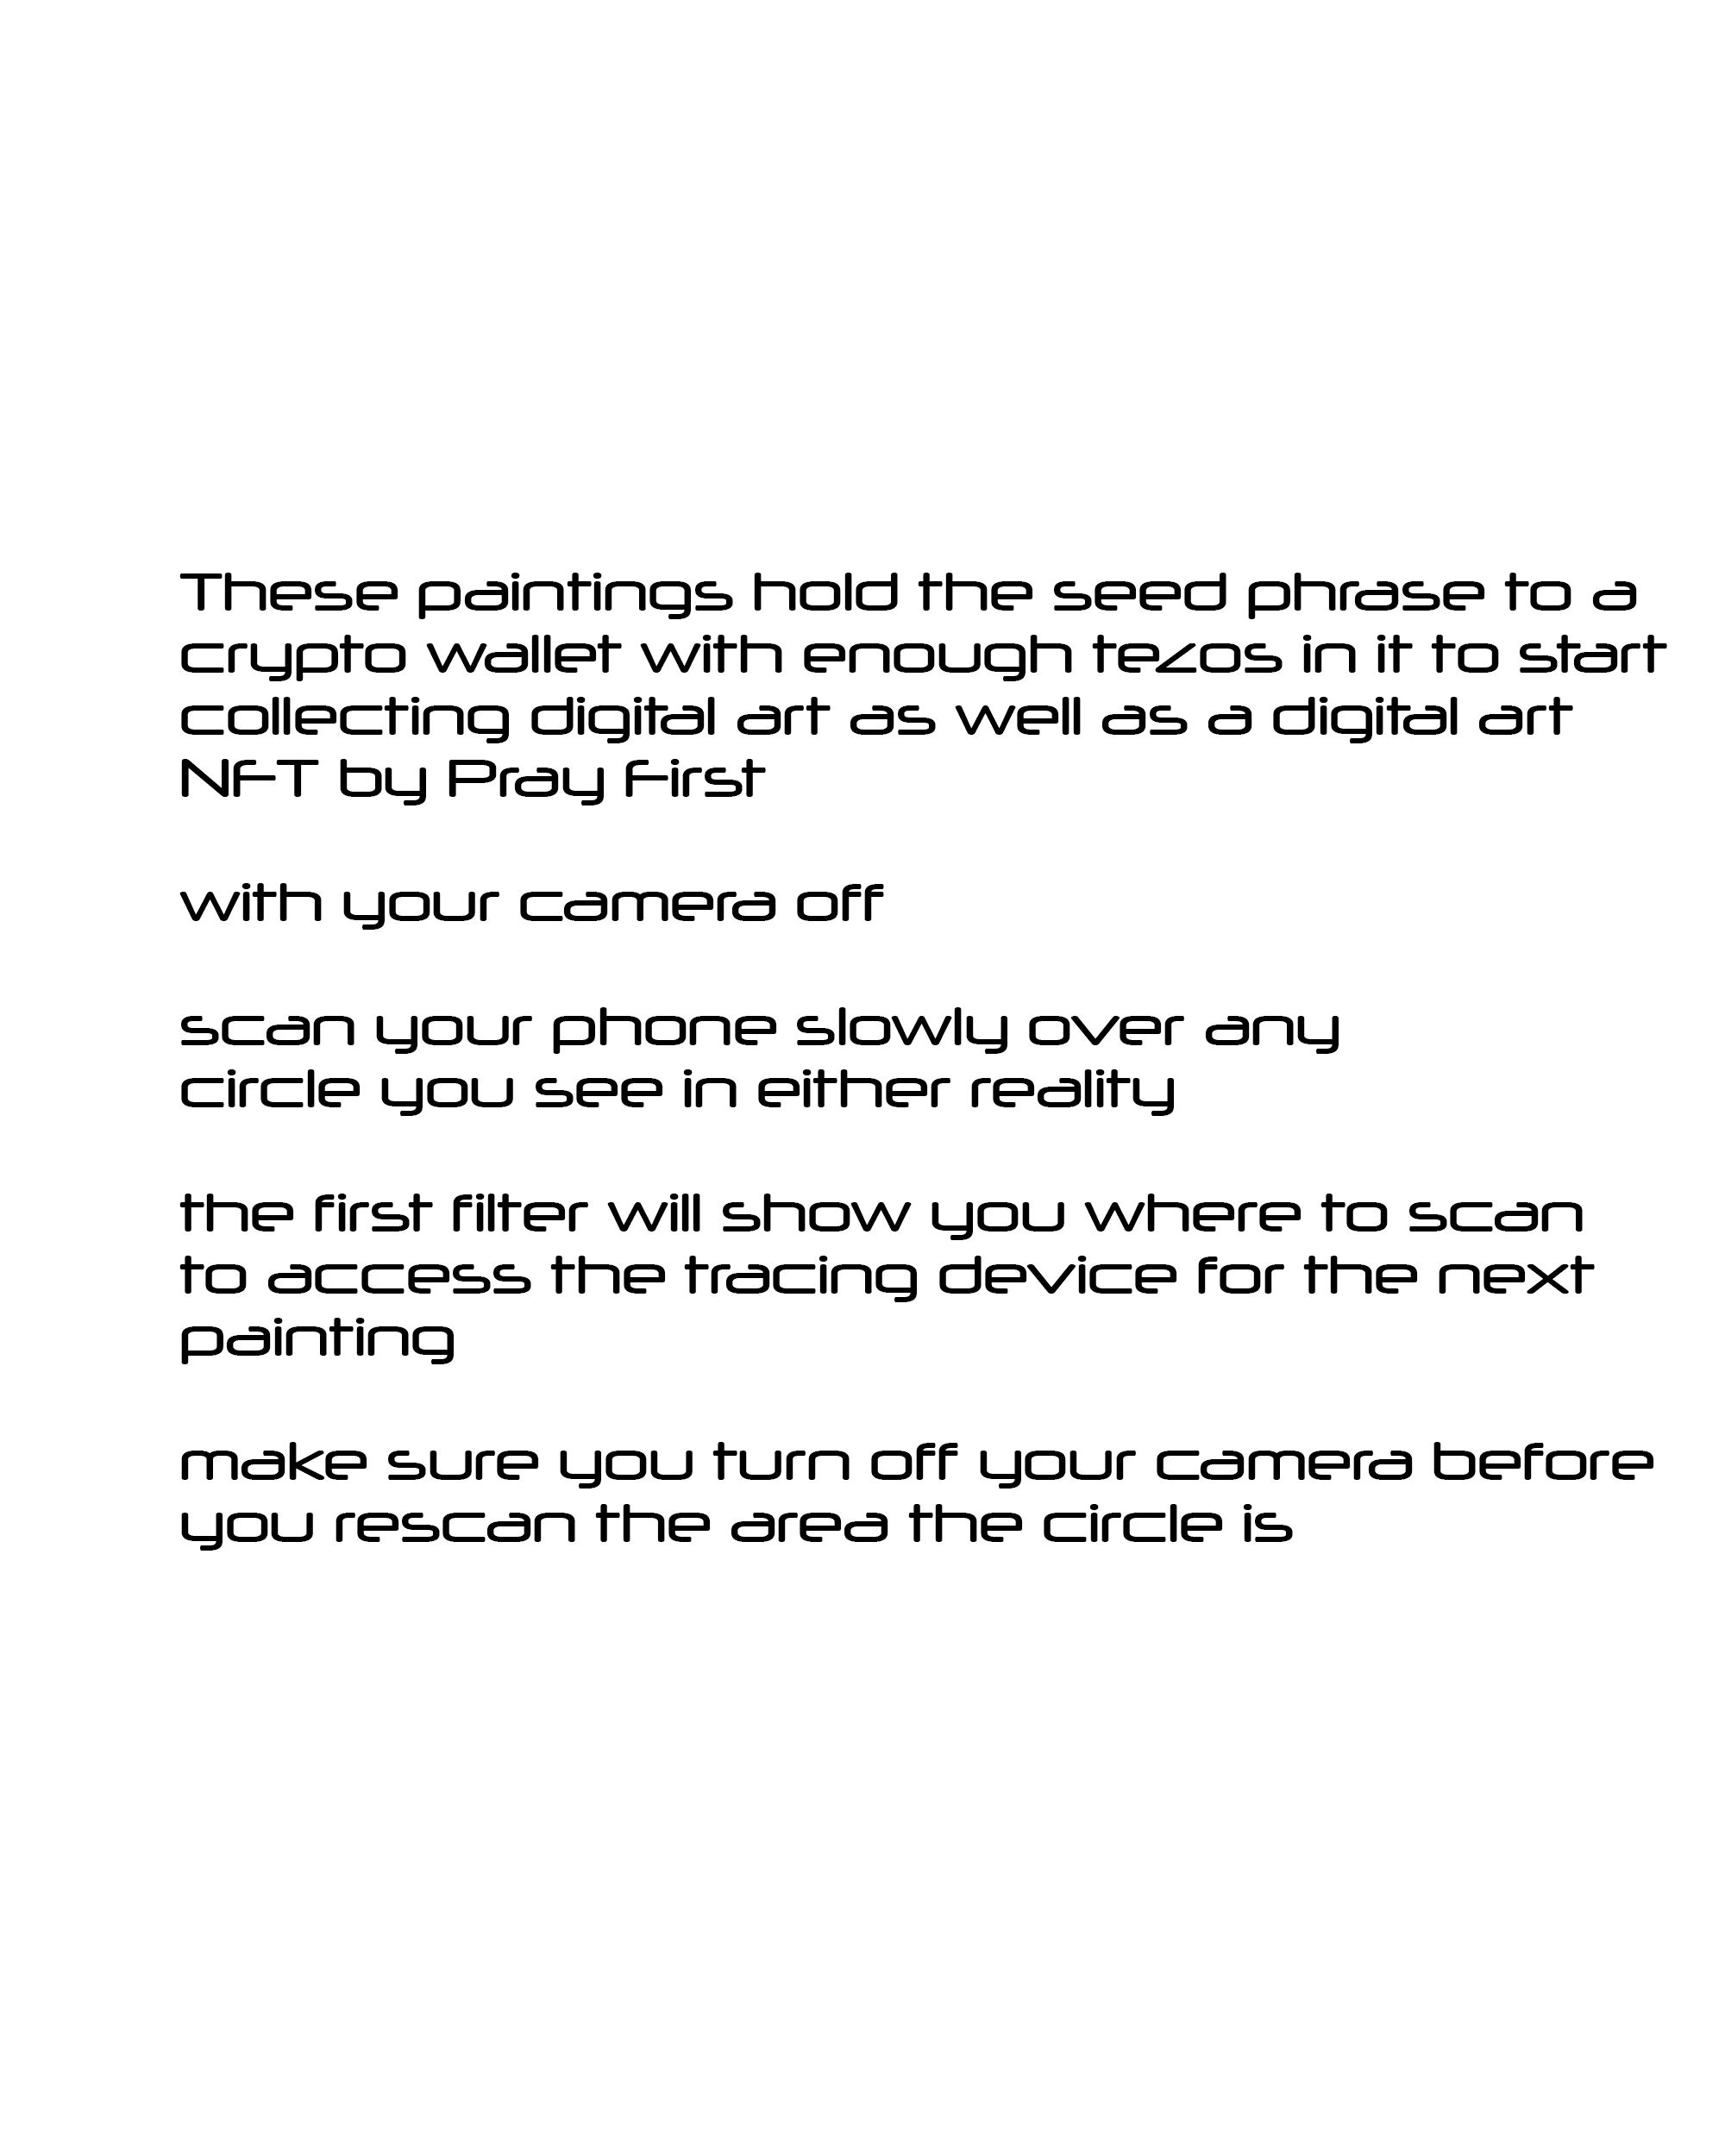 These paintings hold the seed phrase to a
crypto wallet with enough tezos in it to start
collecting digital art as well as a digital art
NFT by Pray First
with your camera off
scan your phone slowly over any
circle you see in either reality
the first filter will show you where to scan
to access the tracing device for the next
painting
make sure you turn off your camera before
you rescan the area the circle is